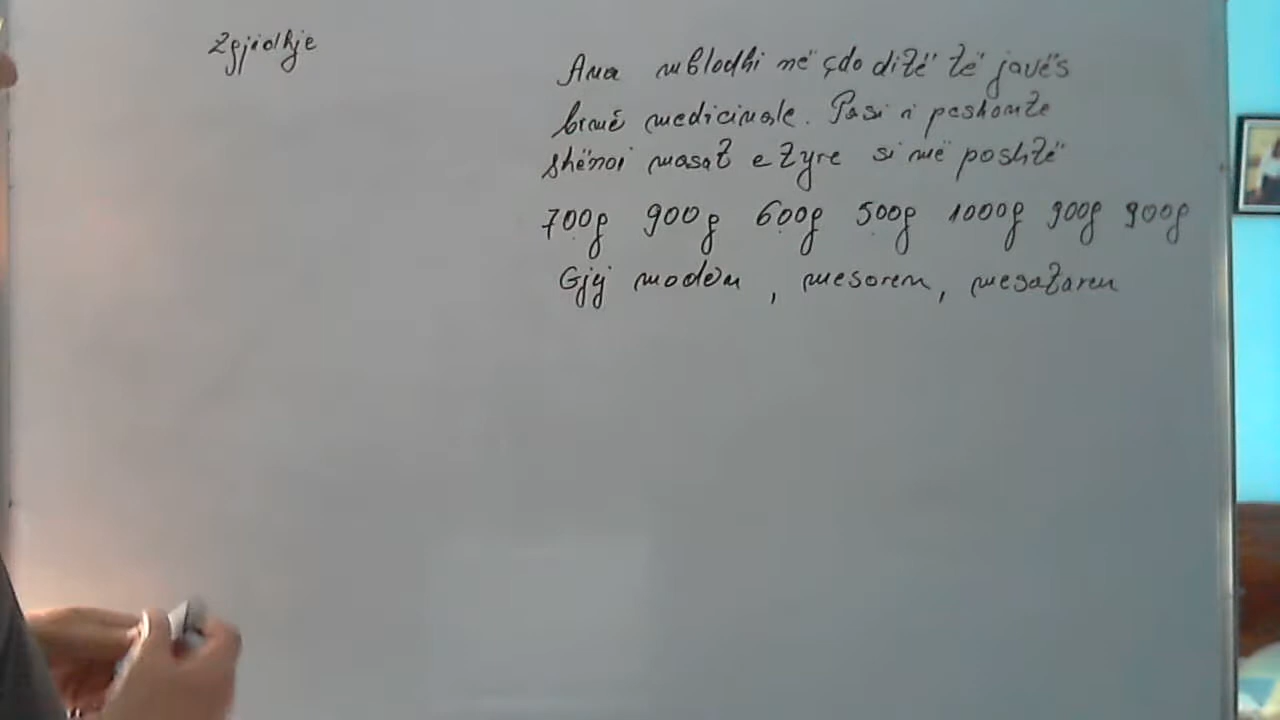 Zgjidhje
Ana mblodhi në çdo ditë të javës
bimë medicinale. Pasi i peshonte
shënoi masat e tyre si më poshtë
700g 900g 600g 500g 1000g 900g 900g
Gjej modën, mesoren, mesataren